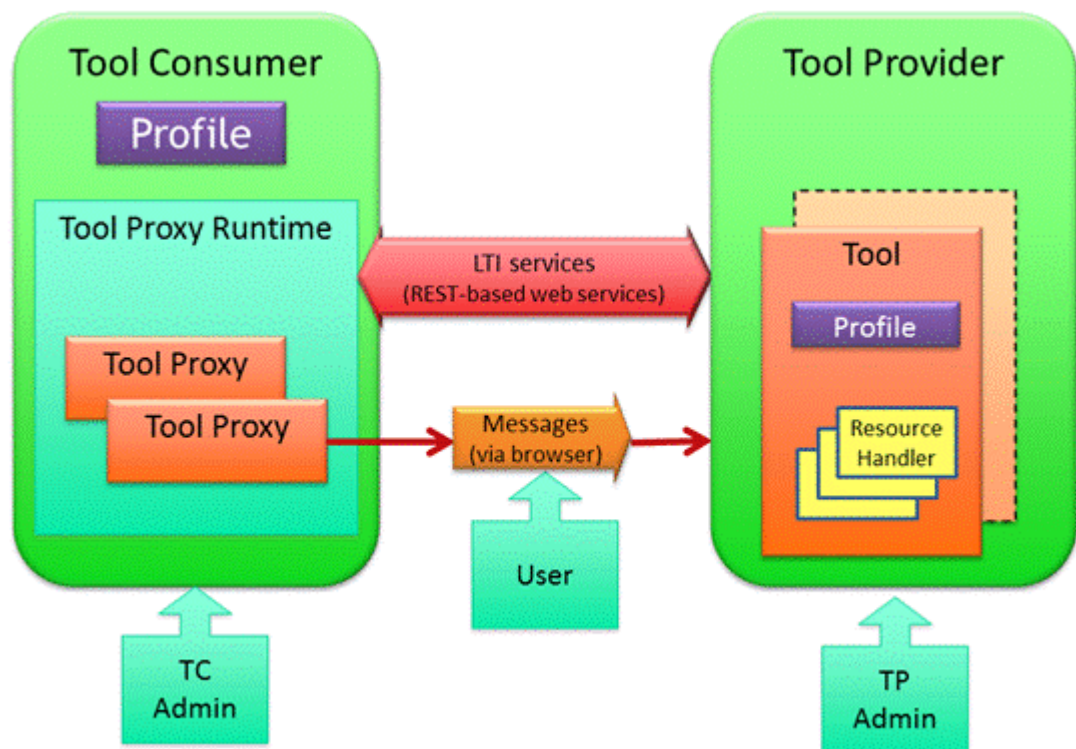 Tool Consumer
Profile
Tool Proxy Runtime
Tool Proxy
Tool Proxy
LTI services
(REST-based web services)
Messages
(via browser)
User
Tool Provider
Tool
Profile
Resource
Handler
TC
Admin
TP
Admin